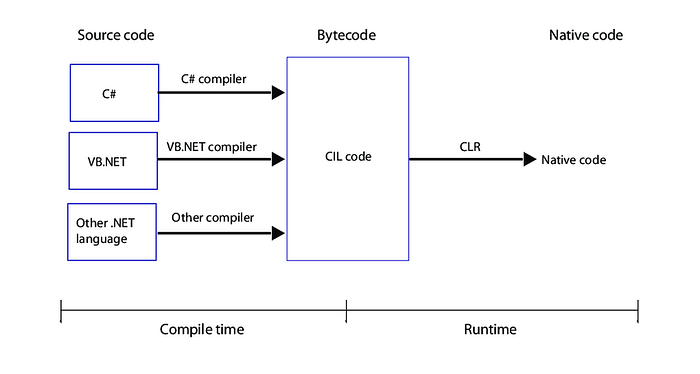 Source code
Bytecode
Native code
C#
C# compiler
VB.NET
VB.NET compiler
CIL code
CLR
Native code
Other .NET
language
Other compiler
Compile time
Runtime